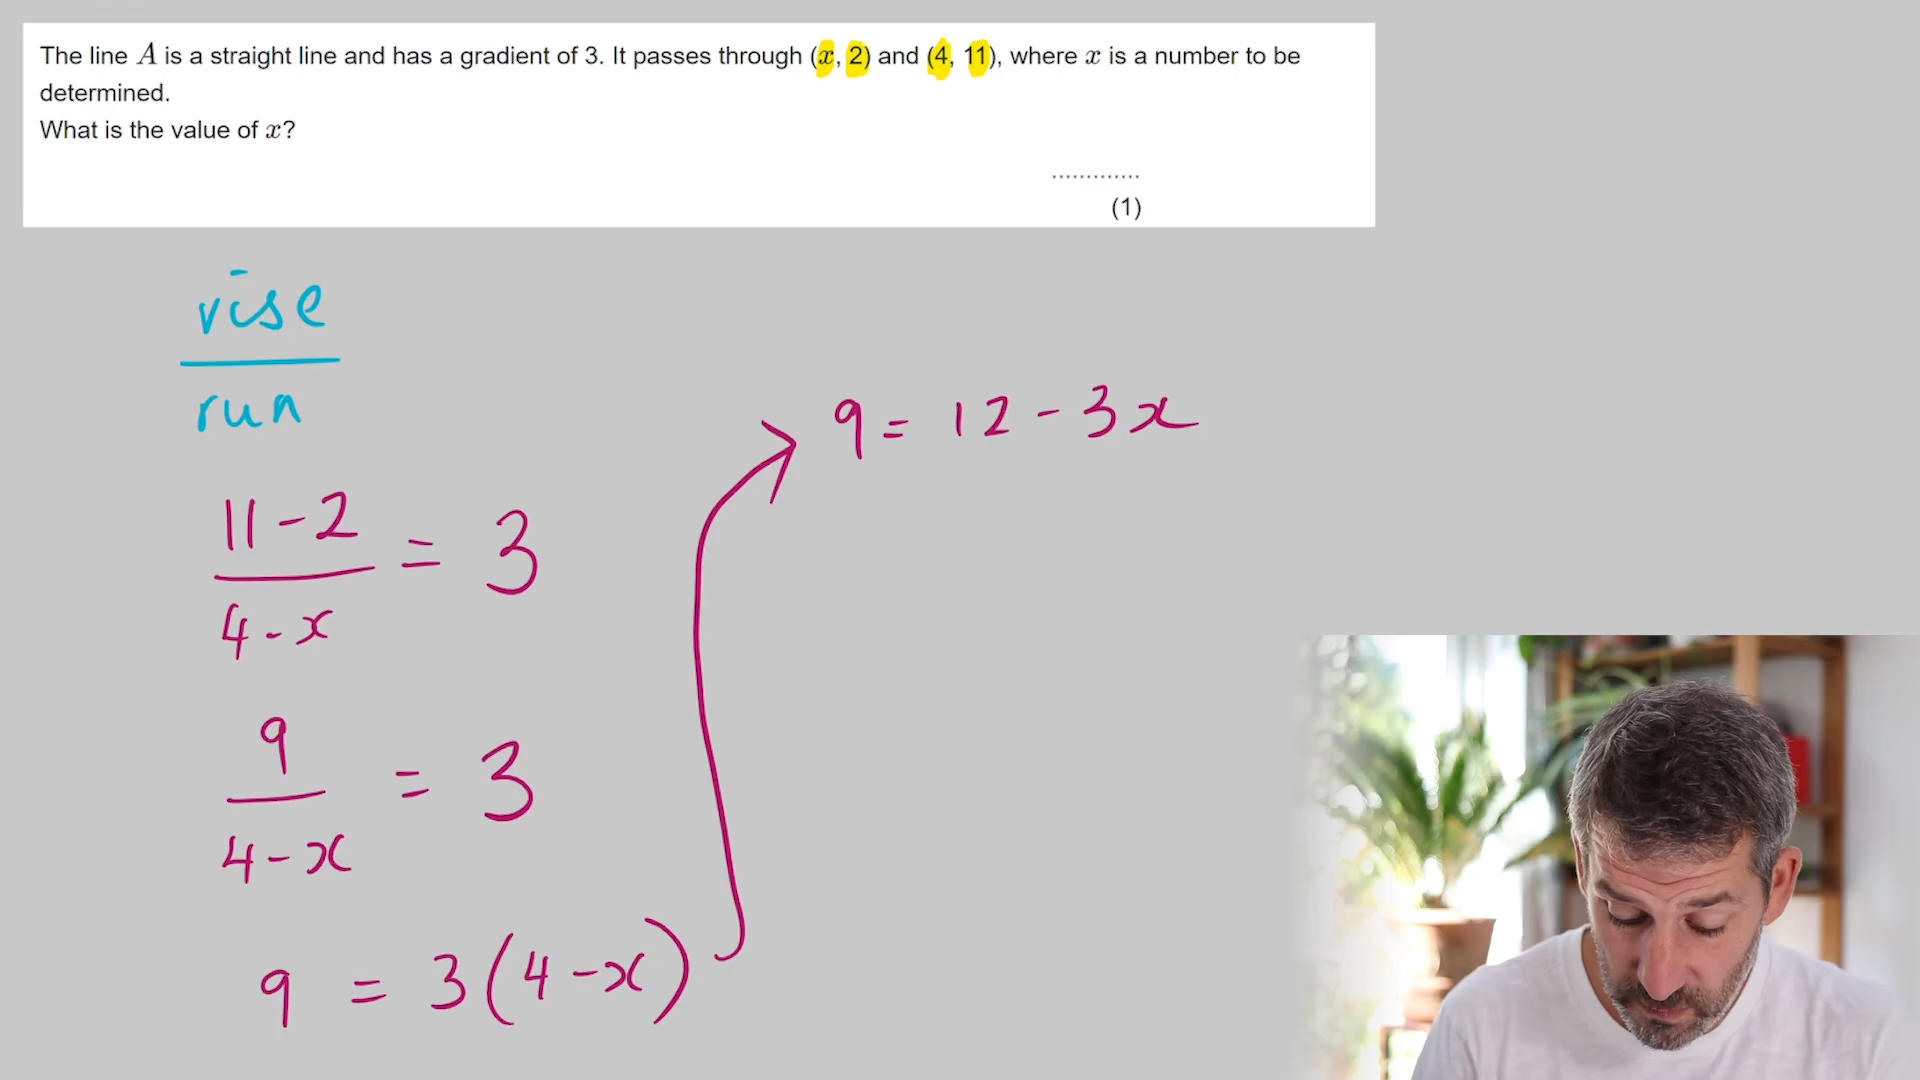 The line A is a straight line and has a gradient of 3. It passes through (x, 2) and (4, 11), where x is a number to be
determined.
What is the value of x?
.............
(1)
rise
run
11-2
4-x
= 3
9
4-x
= 3
9 = 3(4-x)
9 = 12-3x